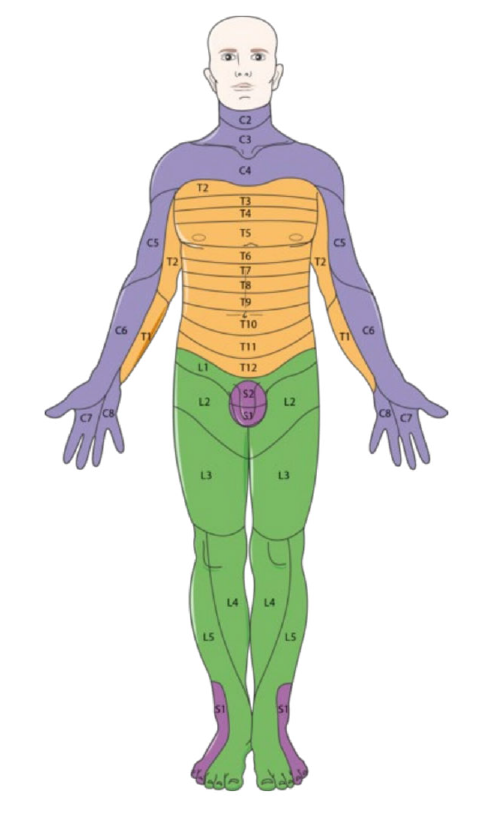 C2
C3
C4
T2
T3
T4
T5
C5 C5
T2 T6 T2
T7
T8
T9
T10
C6 T1 T11 T1 C6
L1 T12
L2 S2 L2
C7 C8 S1 C8 C7
L3 L3
L4 L4
L5 L5
S1 S1